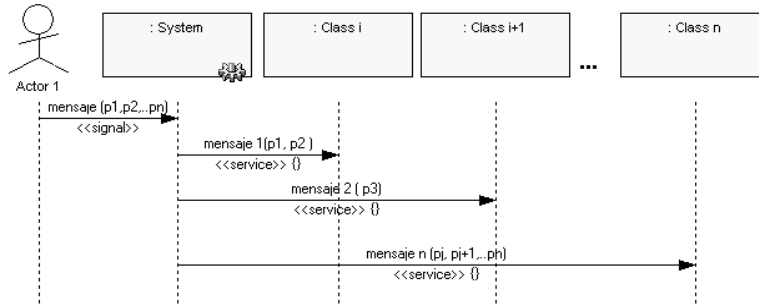 : System
: Class i
: Class i+1
...
: Class n
Actor 1
mensaje (p1,p2,..pn)
<<signal>>
mensaje 1(p1, p2 )
<<service>> {}
mensaje 2 ( p3)
<<service>> {}
mensaje n (pj, pj+1,..ph)
<<service>> {}